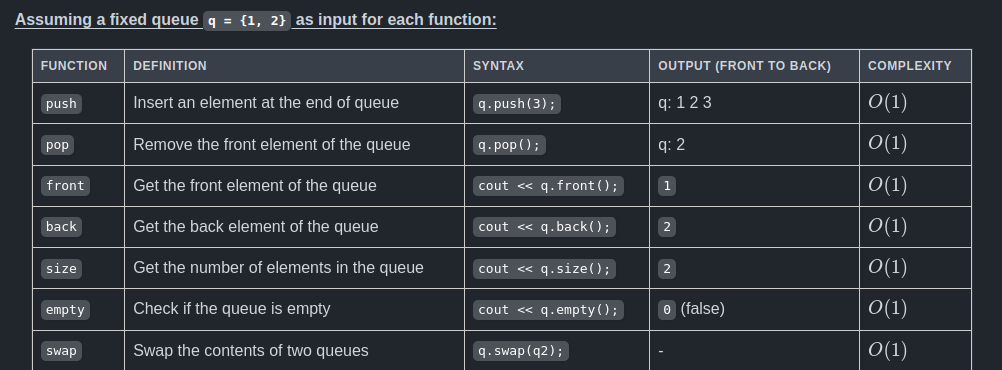 Assuming a fixed queue q = {1, 2} as input for each function:
FUNCTION DEFINITION SYNTAX OUTPUT (FRONT TO BACK) COMPLEXITY
push Insert an element at the end of queue q.push(3); q: 1 2 3 O(1)
pop Remove the front element of the queue q.pop(); q: 2 O(1)
front Get the front element of the queue cout << q.front(); 1 O(1)
back Get the back element of the queue cout << q.back(); 2 O(1)
size Get the number of elements in the queue cout << q.size(); 2 O(1)
empty Check if the queue is empty cout << q.empty(); 0 (false) O(1)
swap Swap the contents of two queues q.swap(q2); - O(1)